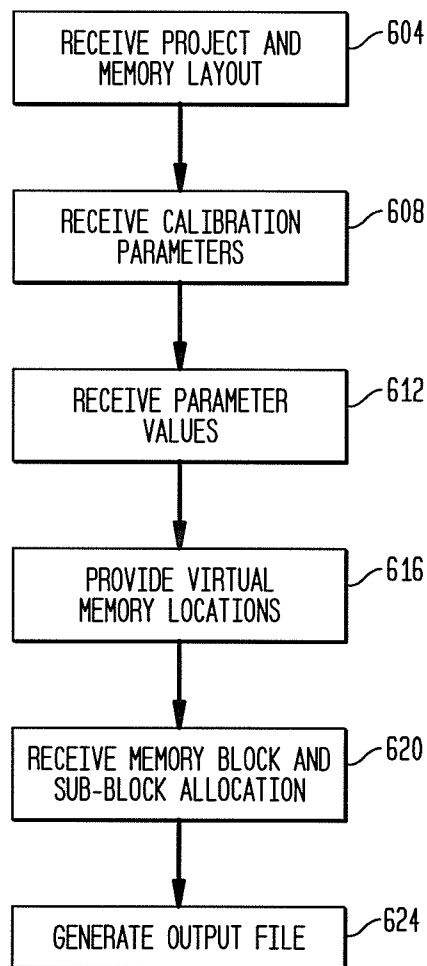 RECEIVE PROJECT AND
MEMORY LAYOUT
604
RECEIVE CALIBRATION
PARAMETERS
608
RECEIVE PARAMETER
VALUES
612
PROVIDE VIRTUAL
MEMORY LOCATIONS
616
RECEIVE MEMORY BLOCK AND
SUB-BLOCK ALLOCATION
620
GENERATE OUTPUT FILE
624